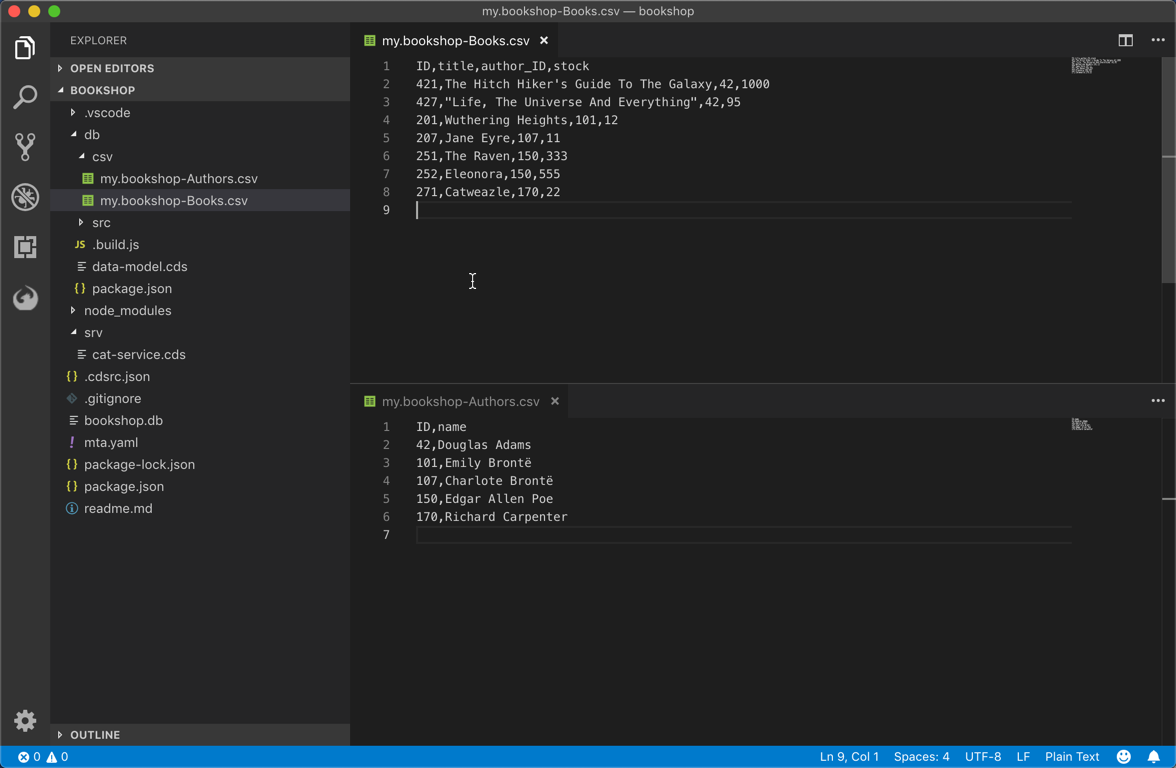 my.bookshop-Books.csv — bookshop
EXPLORER
OPEN EDITORS
BOOKSHOP
.vscode
db
csv
my.bookshop-Authors.csv
my.bookshop-Books.csv
src
JS .build.js
data-model.cds
{} package.json
node_modules
srv
cat-service.cds
{} .cdsrc.json
.gitignore
bookshop.db
! mta.yaml
{} package-lock.json
{} package.json
readme.md
OUTLINE
my.bookshop-Books.csv
1 ID,title,author_ID,stock
2 421,The Hitch Hiker's Guide To The Galaxy,42,1000
3 427,"Life, The Universe And Everything",42,95
4 201,Wuthering Heights,101,12
5 207,Jane Eyre,107,11
6 251,The Raven,150,333
7 252,Eleonora,150,555
8 271,Catweazle,170,22
9
my.bookshop-Authors.csv
1 ID,name
2 42,Douglas Adams
3 101,Emily Brontë
4 107,Charlote Brontë
5 150,Edgar Allen Poe
6 170,Richard Carpenter
7
0 0 Ln 9, Col 1 Spaces: 4 UTF-8 LF Plain Text